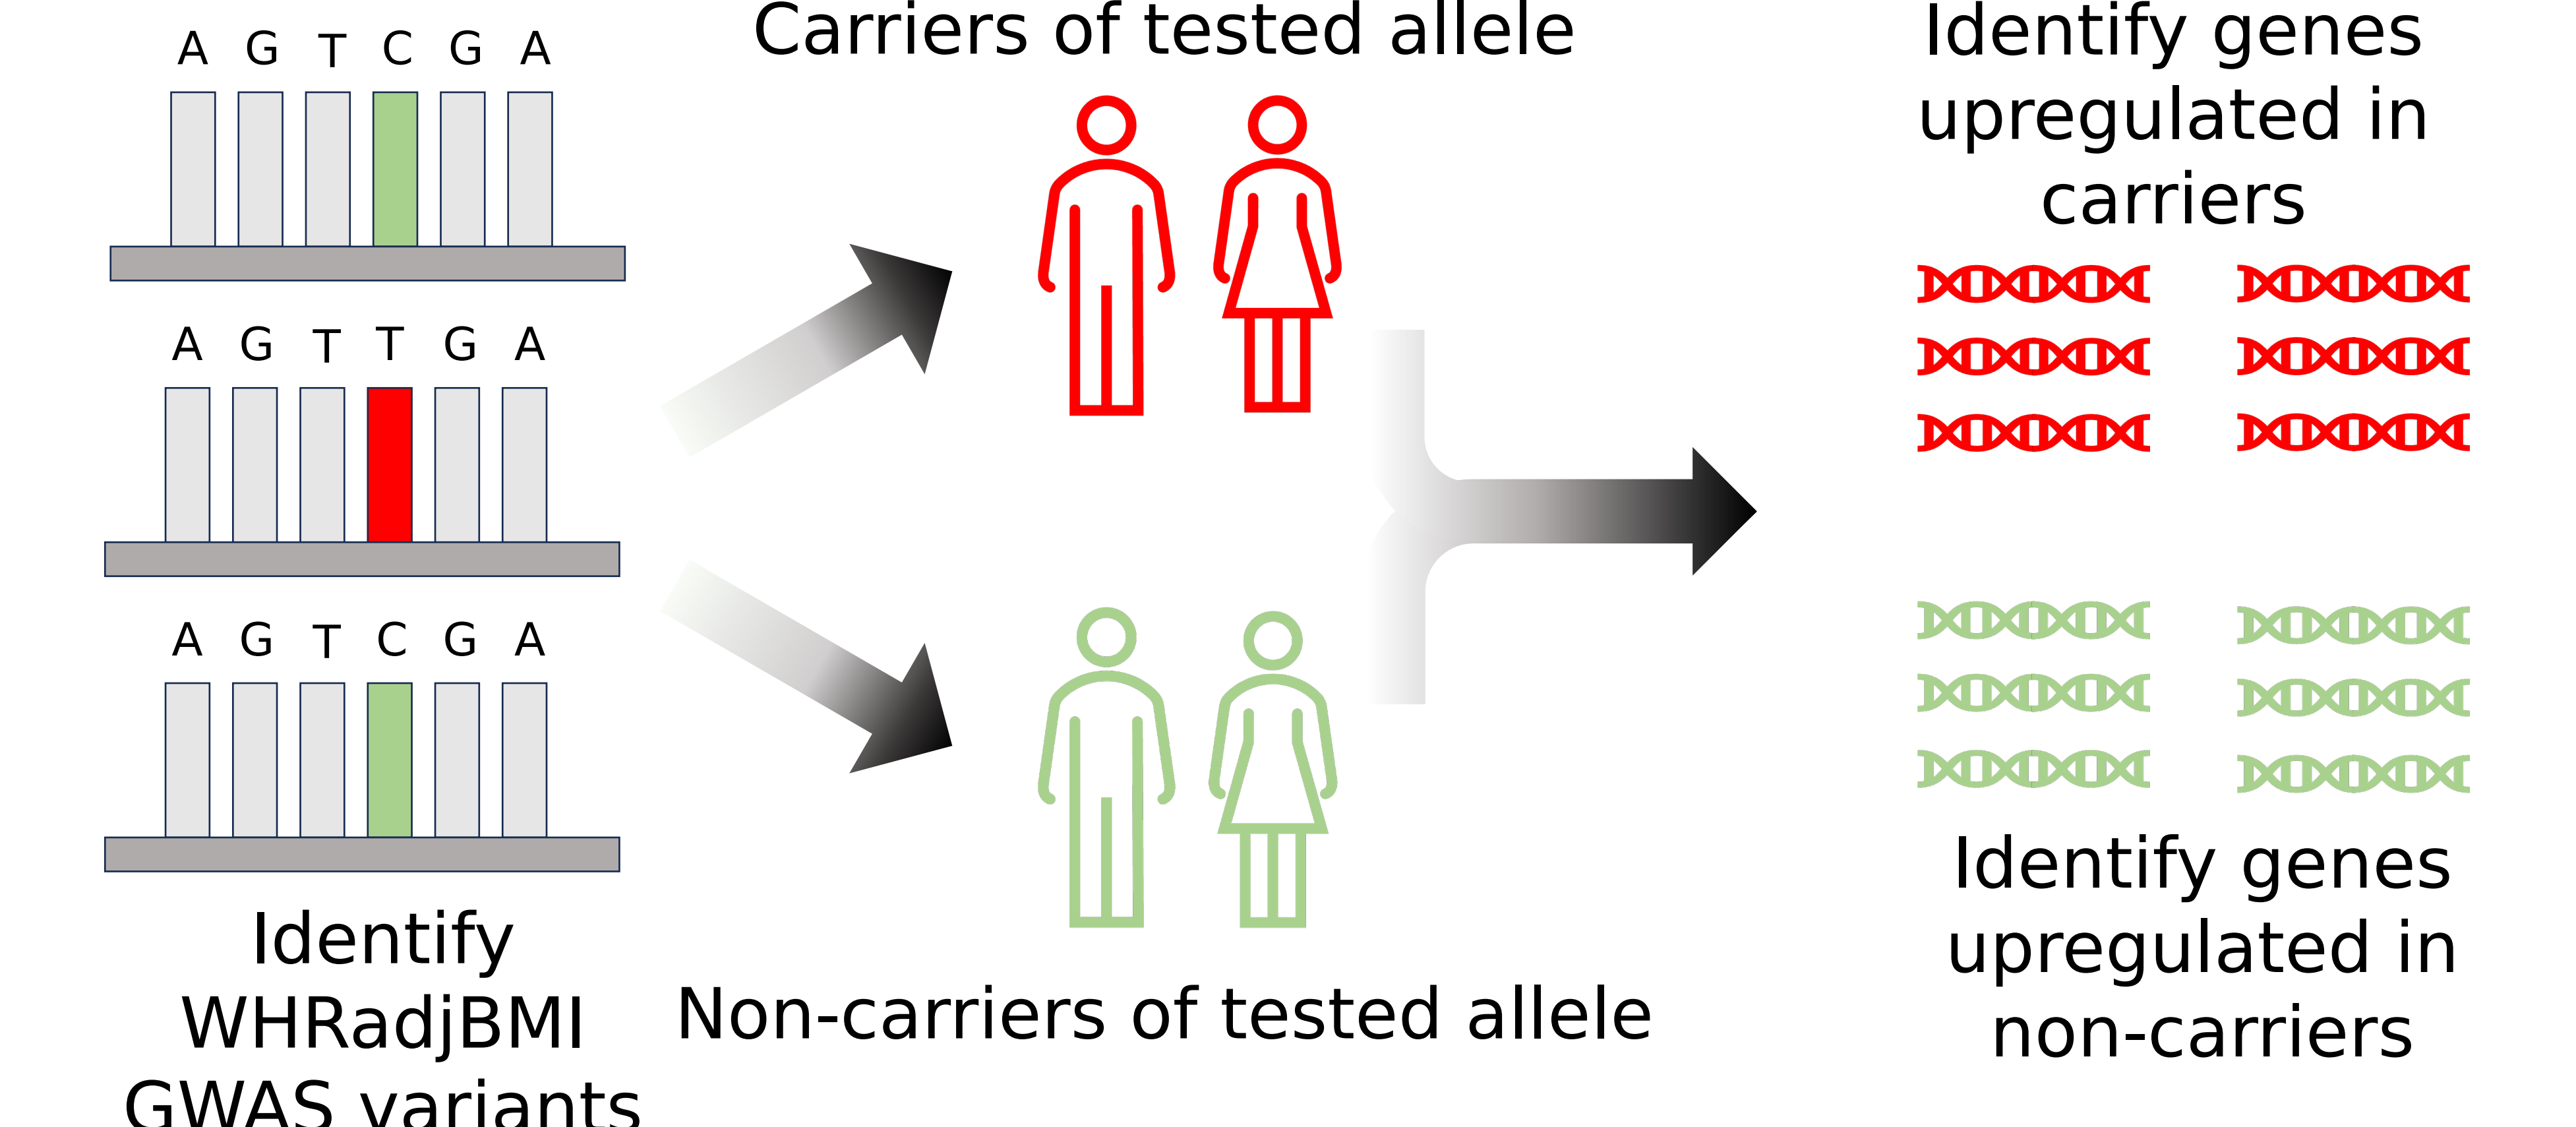 A G T C G A
A G T T G A
A G T C G A
Identify
WHRadjBMI
GWAS variants
Carriers of tested allele
Non-carriers of tested allele
Identify genes
upregulated in
carriers
Identify genes
upregulated in
non-carriers